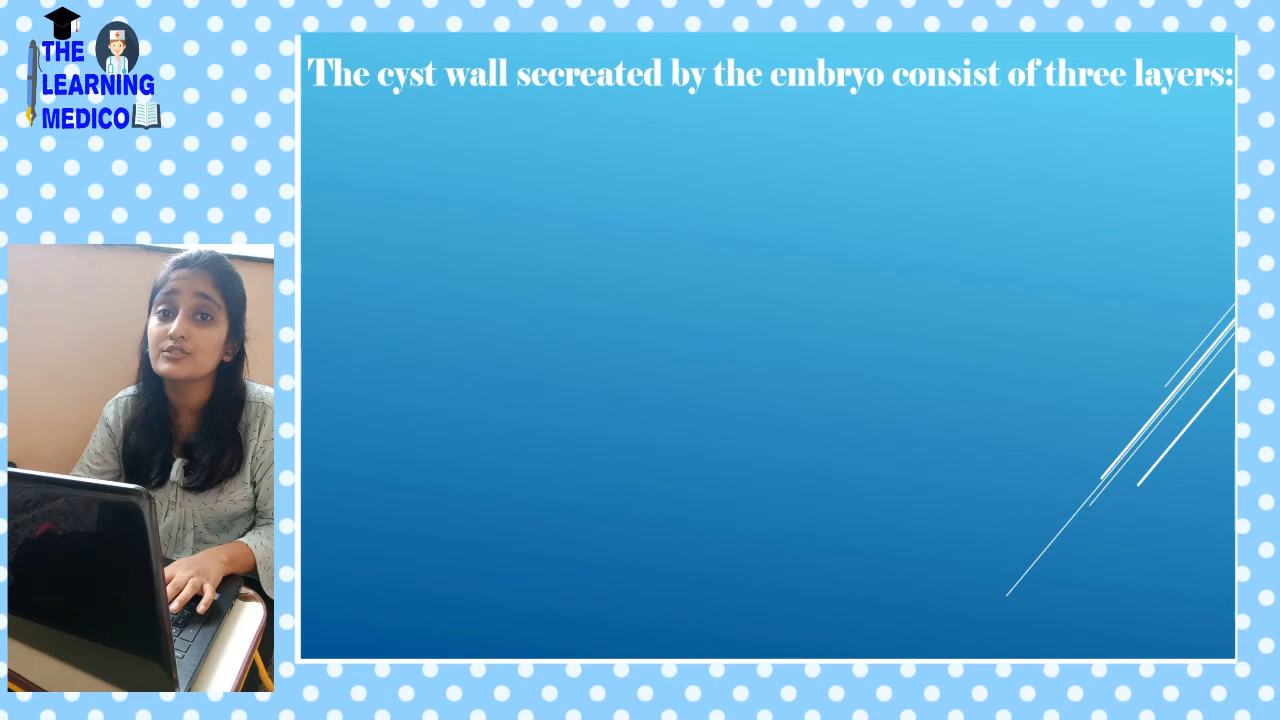 THE
LEARNING
MEDICO
The cyst wall secreated by the embryo consist of three layers: